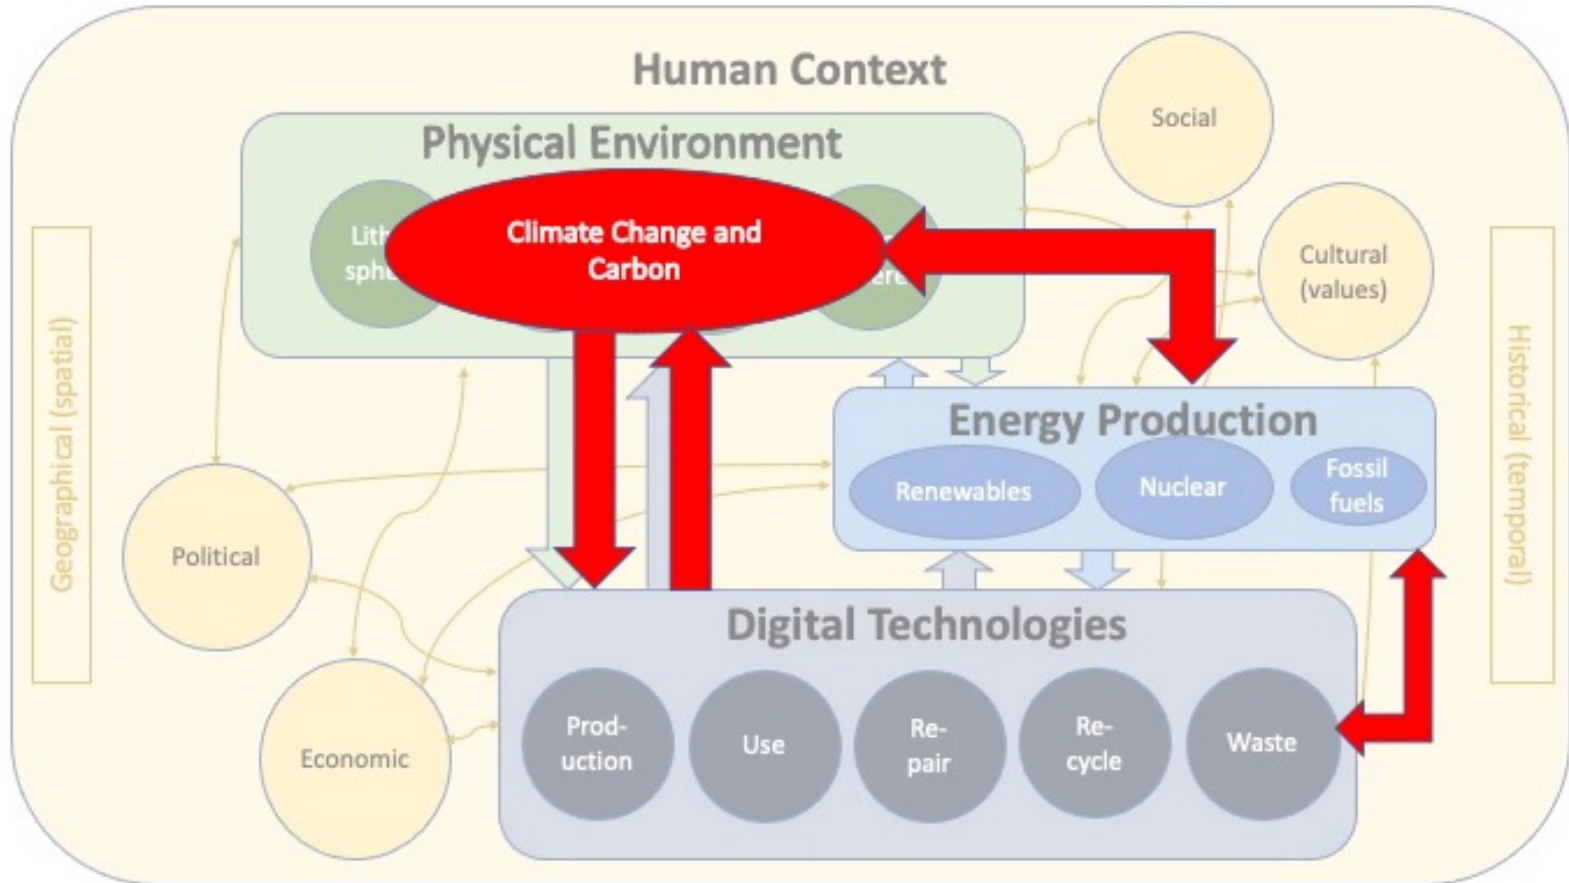 Human Context
Physical Environment
Social
Climate Change and
Carbon
Cultural
(values)
Geographical (spatial)
Historical (temporal)
Energy Production
Renewables
Nuclear
Fossil
fuels
Political
Digital Technologies
Economic
Prod-
uction
Use
Re-
pair
Re-
cycle
Waste